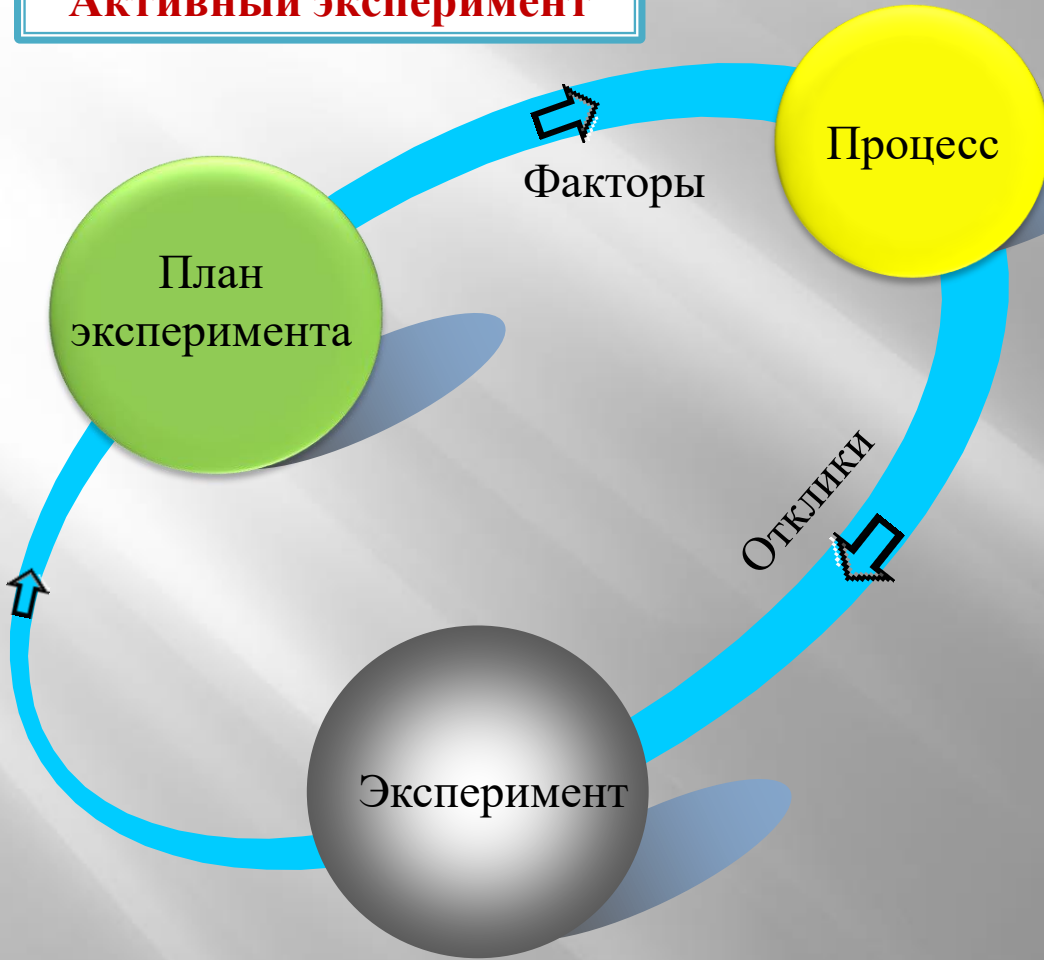 Активный эксперимент
Процесс
Факторы
План
эксперимента
Отклики
Эксперимент